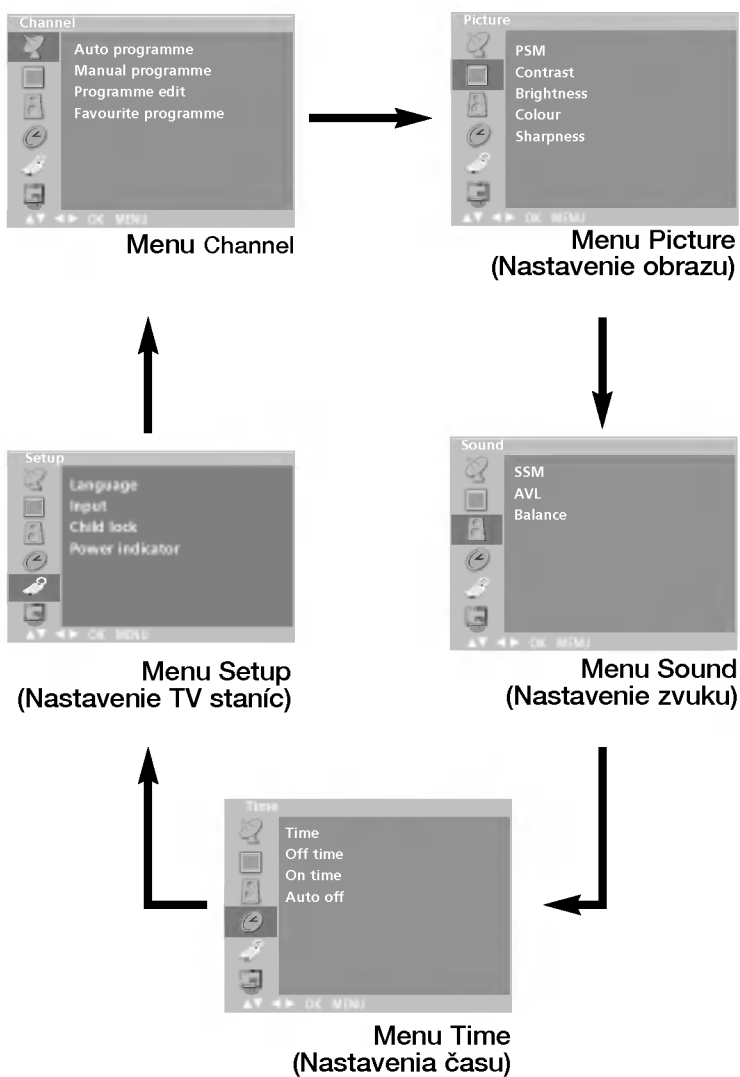 Channel
Auto programme
Manual programme
Programme edit
Favourite programme
▲▼ ◄► OK MENU
Menu Channel
Picture
PSM
Contrast
Brightness
Colour
Sharpness
▲▼ ◄► OK MENU
Menu Picture
(Nastavenie obrazu)
Sound
SSM
AVL
Balance
▲▼ ◄► OK MENU
Menu Sound
(Nastavenie zvuku)
Time
Time
Off time
On time
Auto off
▲▼ ◄► OK MENU
Menu Time
(Nastavenia času)
Setup
Language
Input
Child lock
Power indicator
▲▼ ◄► OK MENU
Menu Setup
(Nastavenie TV staníc)